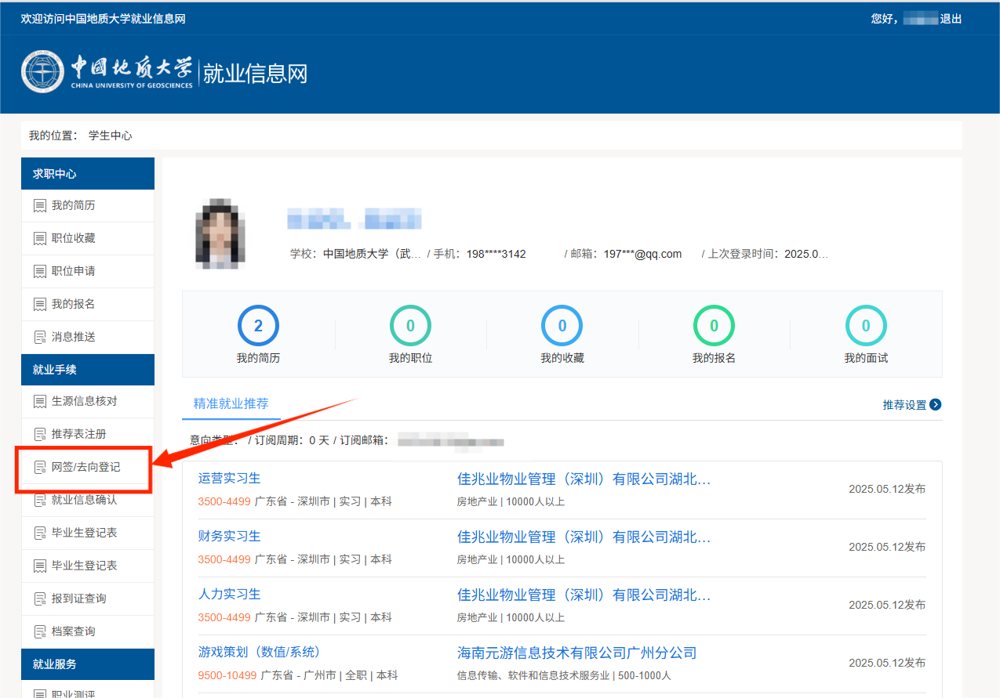 欢迎访问中国地质大学就业信息网
您好， 退出
中国地质大学 就业信息网
CHINA UNIVERSITY OF GEOSCIENCES
我的位置： 学生中心
求职中心
我的简历
职位收藏
职位申请
我的报名
消息推送
就业手续
生源信息核对
推荐表注册
网签/去向登记
就业信息确认
毕业生登记表
毕业生登记表
报到证查询
档案查询
就业服务
职业测评
学校：中国地质大学（武… / 手机：198****3142 / 邮箱：197***@qq.com / 上次登录时间：2025.0…
2 0 0 0 0
我的简历 我的职位 我的收藏 我的报名 我的面试
精准就业推荐 推荐设置
意向类型： / 订阅周期：0 天 / 订阅邮箱：
运营实习生 佳兆业物业管理（深圳）有限公司湖北…
3500-4499 广东省 - 深圳市 | 实习 | 本科 房地产业 | 10000人以上 2025.05.12发布
财务实习生 佳兆业物业管理（深圳）有限公司湖北…
3500-4499 广东省 - 深圳市 | 实习 | 本科 房地产业 | 10000人以上 2025.05.12发布
人力实习生 佳兆业物业管理（深圳）有限公司湖北…
3500-4499 广东省 - 深圳市 | 实习 | 本科 房地产业 | 10000人以上 2025.05.12发布
游戏策划（数值/系统） 海南元游信息技术有限公司广州分公司
9500-10499 广东省 - 广州市 | 全职 | 本科 信息传输、软件和信息技术服务业 | 500-1000人 2025.05.12发布